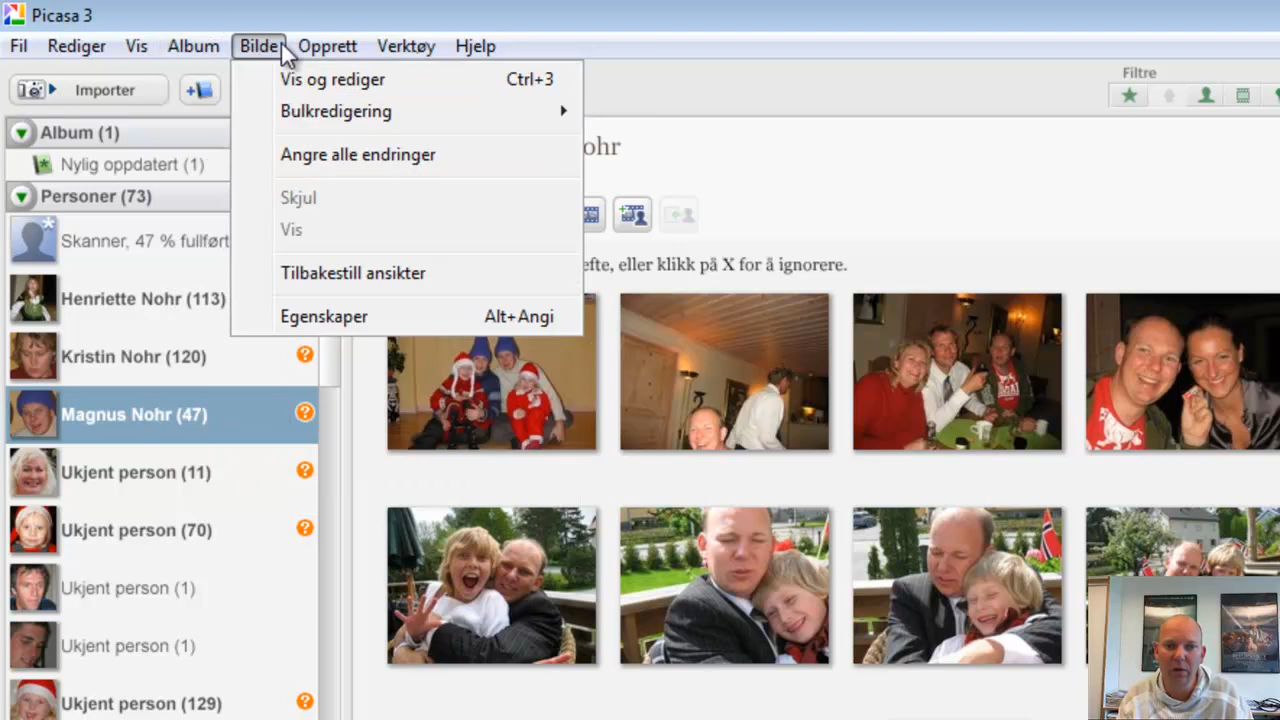 Picasa 3
Fil Rediger Vis Album Bilde Opprett Verktøy Hjelp
Importer
Filtre
Vis og rediger Ctrl+3
Bulkredigering
Angre alle endringer
Skjul
Vis
Tilbakestill ansikter
Egenskaper Alt+Angi
Album (1)
Nylig oppdatert (1)
Personer (73)
Skanner, 47 % fullført
Henriette Nohr (113)
Kristin Nohr (120)
Magnus Nohr (47)
Ukjent person (11)
Ukjent person (70)
Ukjent person (1)
Ukjent person (1)
Ukjent person (129)
ohr
efte, eller klikk på X for å ignorere.